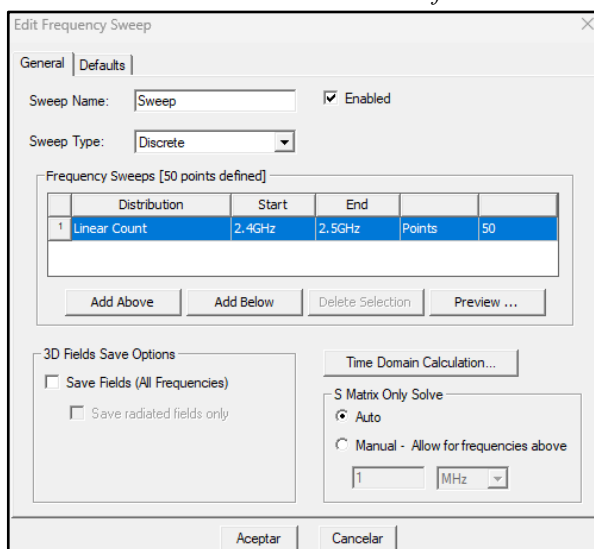 Edit Frequency Sweep
General Defaults
Sweep Name: Sweep Enabled
Sweep Type: Discrete
Frequency Sweeps [50 points defined]
Distribution Start End
1 Linear Count 2.4GHz 2.5GHz Points 50
Add Above Add Below Delete Selection Preview ...
3D Fields Save Options
Save Fields (All Frequencies)
Save radiated fields only
Time Domain Calculation...
S Matrix Only Solve
Auto
Manual - Allow for frequencies above
1 MHz
Aceptar Cancelar